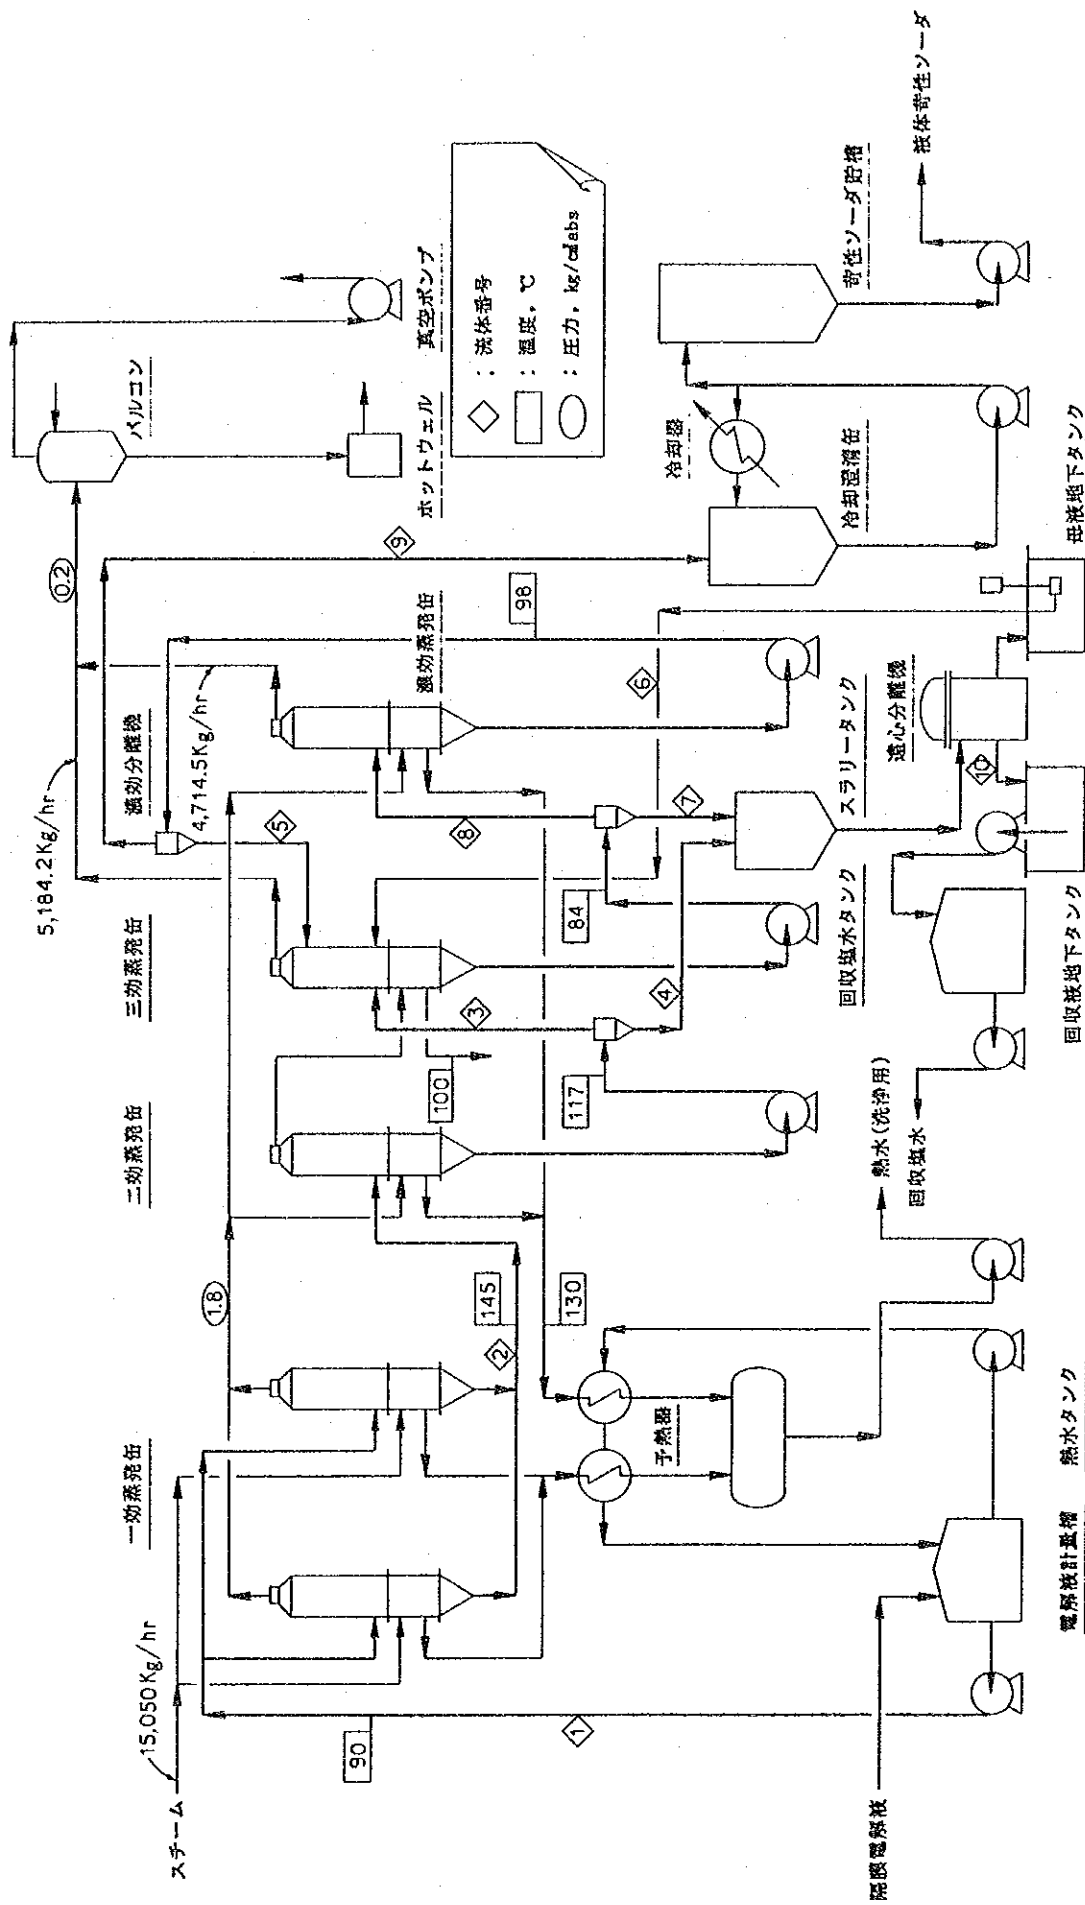 スチーム
15,050Kg/hr
一効蒸発缶
二効蒸発缶
三効蒸発缶
5,184.2Kg/hr
濃効分離機
4,714.5Kg/hr
濃効蒸発缶
0.2
1.8
バルコン
ホットウェル
真空ポンプ
◇ : 流体番号
□ : 温度, ℃
○ : 圧力, kg/c㎡abs
90
1
145
2
130
100
3
117
4
84
5
6
7
8
98
9
10
予熱器
冷却器
冷却澄清缶
苛性ソーダ貯槽
液体苛性ソーダ
スラリータンク
遠心分離機
回収塩水タンク
母液地下タンク
回収液地下タンク
熱水(洗浄用)
回収塩水
熱水タンク
電解液計量槽
隔膜電解液